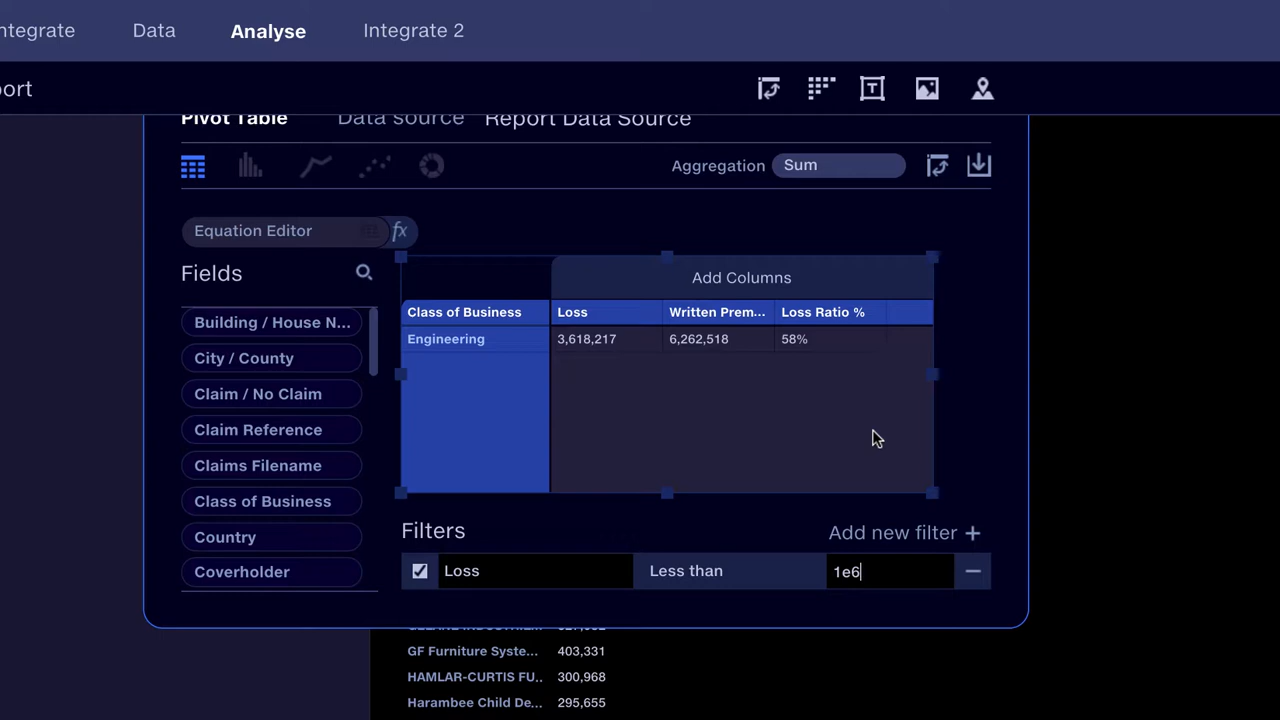 ntegrate Data Analyse Integrate 2
port
Pivot Table Data source Report Data Source
Aggregation Sum
Equation Editor fx
Fields
Add Columns
Class of Business Loss Written Prem... Loss Ratio %
Engineering 3,618,217 6,262,518 58%
Building / House N...
City / County
Claim / No Claim
Claim Reference
Claims Filename
Class of Business
Country
Coverholder
Filters Add new filter +
Loss Less than 1e6
GF Furniture Syste... 403,331
HAMLAR-CURTIS FU.. 300,968
Harambee Child De... 295,655